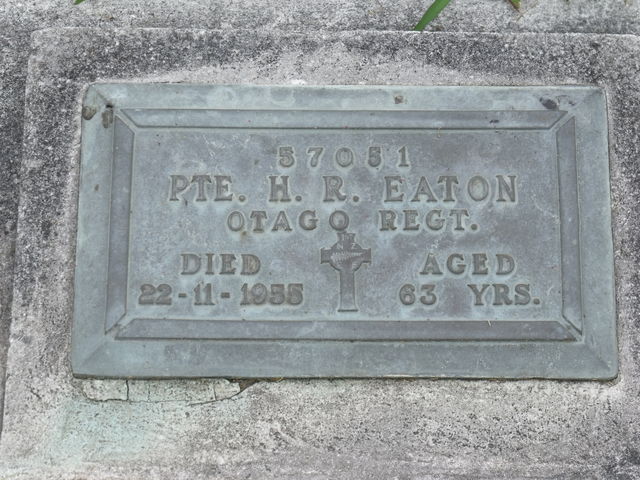 57051
PTE. H. R. EATON
OTAGO REGT.
DIED AGED
22-11-1955 63 YRS.